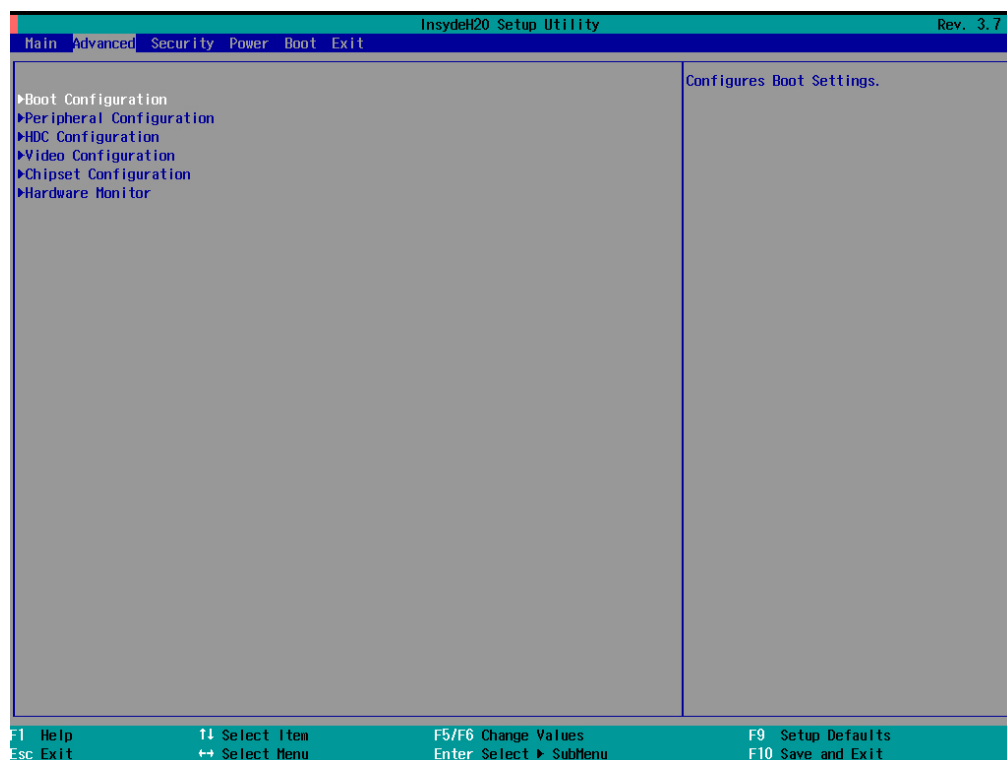 InsydeH20 Setup Utility Rev. 3.7
Main Advanced Security Power Boot Exit
Configures Boot Settings.
▶Boot Configuration
▶Peripheral Configuration
▶HDC Configuration
▶Video Configuration
▶Chipset Configuration
▶Hardware Monitor
F1 Help ↑↓ Select Item F5/F6 Change Values F9 Setup Defaults
Esc Exit ↔ Select Menu Enter Select ▶ SubMenu F10 Save and Exit